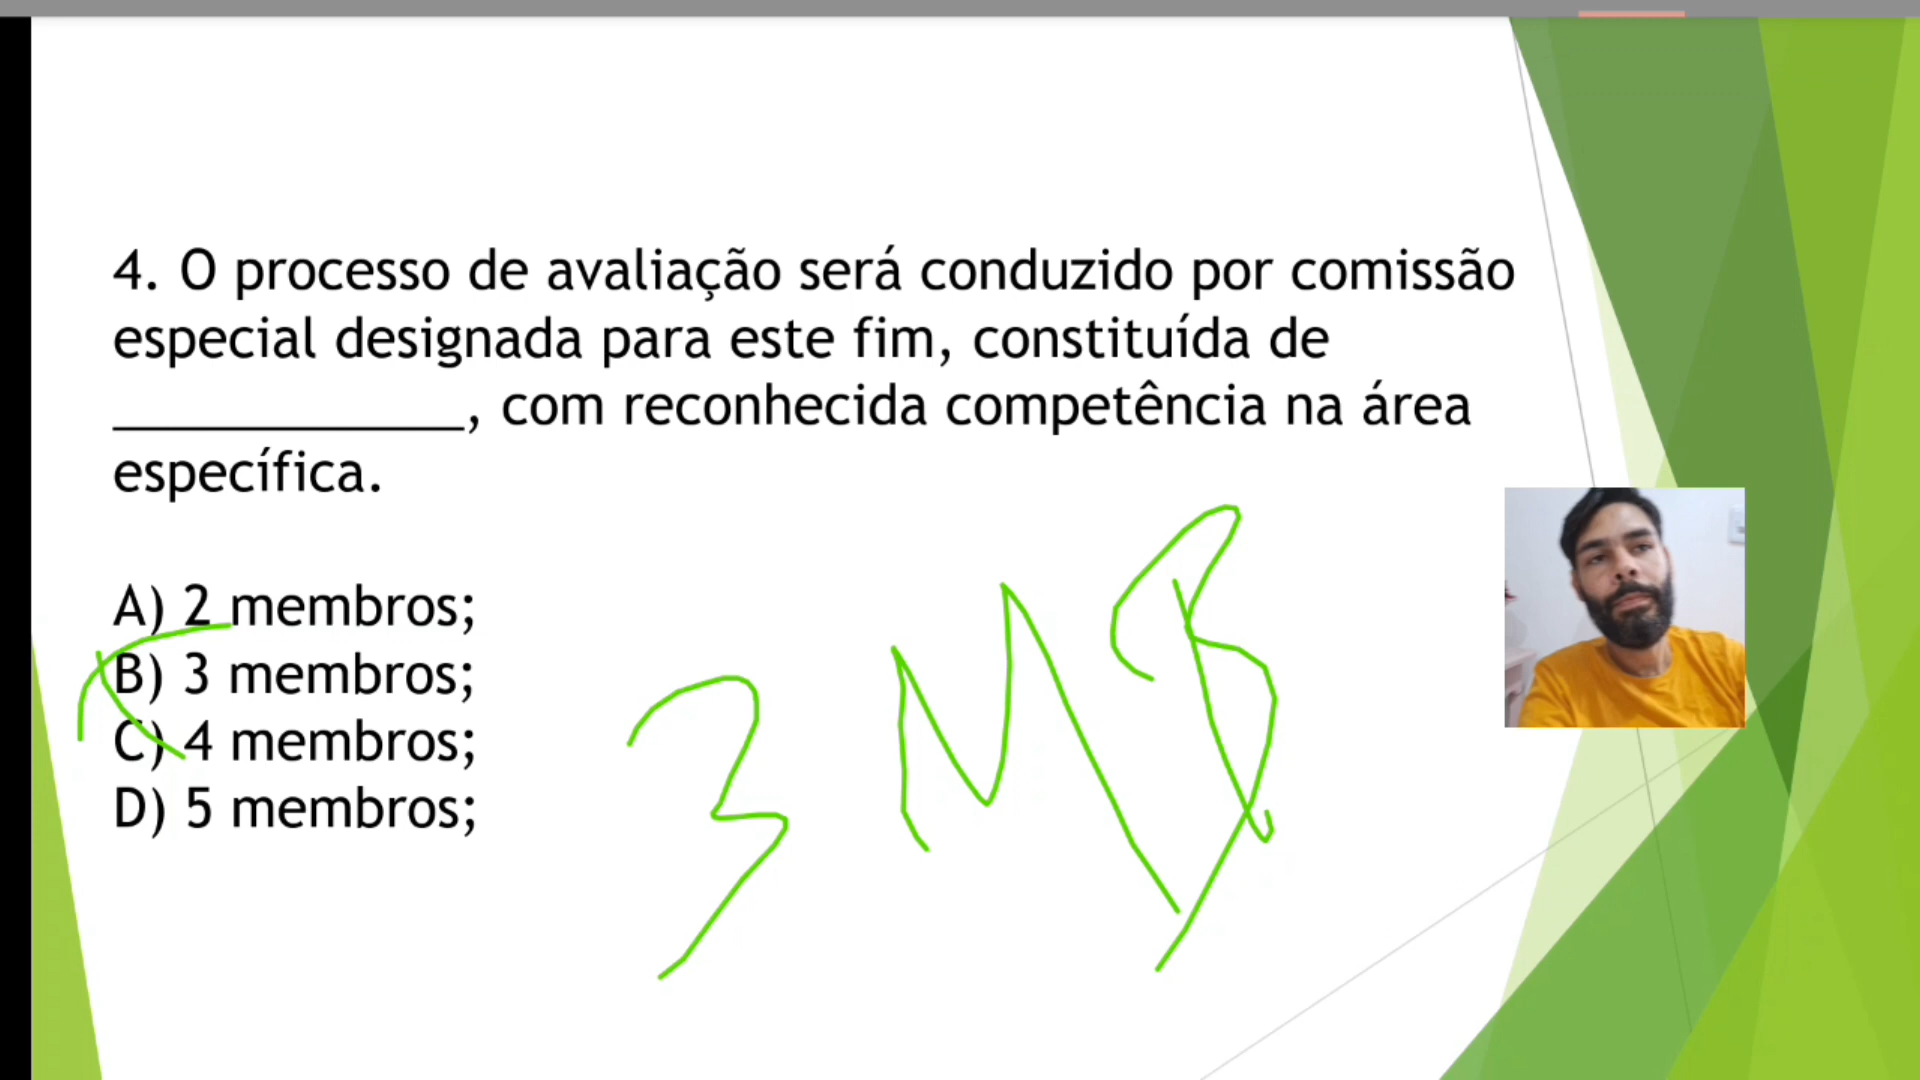 4. O processo de avaliação será conduzido por comissão
especial designada para este fim, constituída de
_____________, com reconhecida competência na área
específica.
A) 2 membros;
B) 3 membros;
C) 4 membros;
D) 5 membros;
3 MB